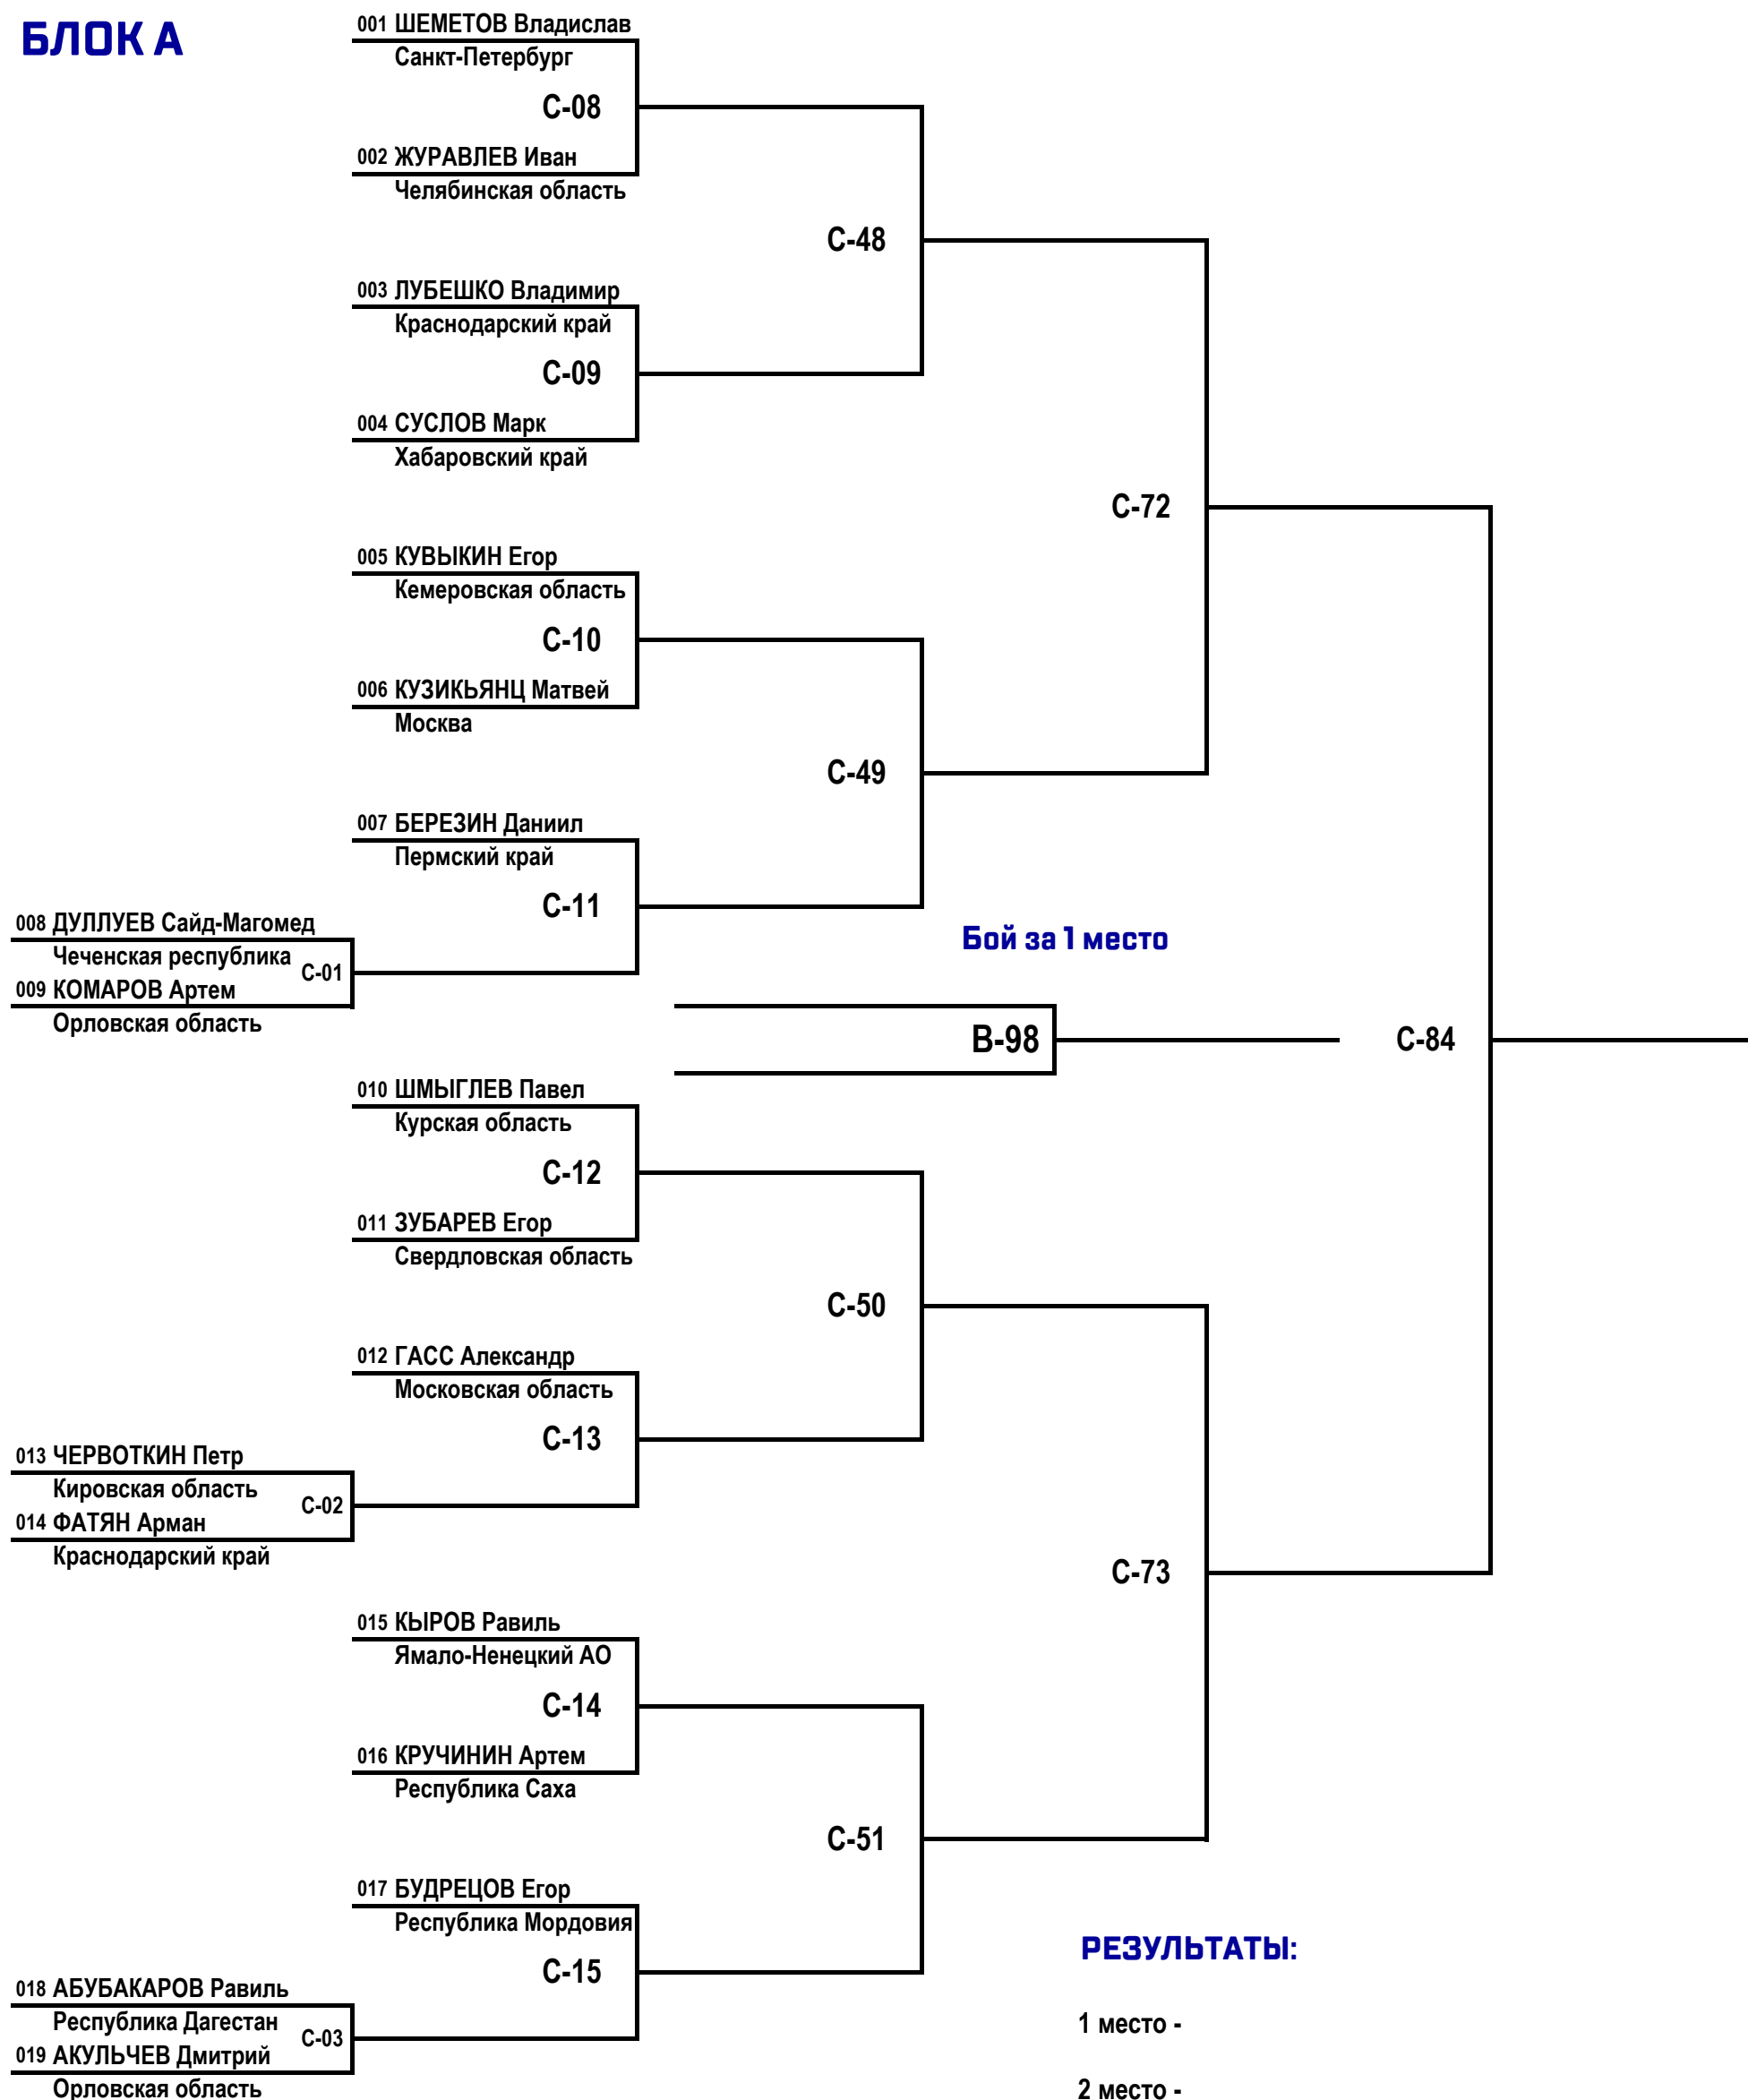 БЛОК А
001 ШЕМЕТОВ Владислав
Санкт-Петербург
С-08
002 ЖУРАВЛЕВ Иван
Челябинская область
С-48
003 ЛУБЕШКО Владимир
Краснодарский край
С-09
004 СУСЛОВ Марк
Хабаровский край
С-72
005 КУВЫКИН Егор
Кемеровская область
С-10
006 КУЗИКЬЯНЦ Матвей
Москва
С-49
007 БЕРЕЗИН Даниил
Пермский край
С-11
008 ДУЛЛУЕВ Сайд-Магомед
Чеченская республика
С-01
009 КОМАРОВ Артем
Орловская область
Бой за 1 место
В-98
С-84
010 ШМЫГЛЕВ Павел
Курская область
С-12
011 ЗУБАРЕВ Егор
Свердловская область
С-50
012 ГАСС Александр
Московская область
С-13
013 ЧЕРВОТКИН Петр
Кировская область
С-02
014 ФАТЯН Арман
Краснодарский край
С-73
015 КЫРОВ Равиль
Ямало-Ненецкий АО
С-14
016 КРУЧИНИН Артем
Республика Саха
С-51
017 БУДРЕЦОВ Егор
Республика Мордовия
С-15
018 АБУБАКАРОВ Равиль
Республика Дагестан
С-03
019 АКУЛЬЧЕВ Дмитрий
Орловская область
РЕЗУЛЬТАТЫ:
1 место -
2 место -